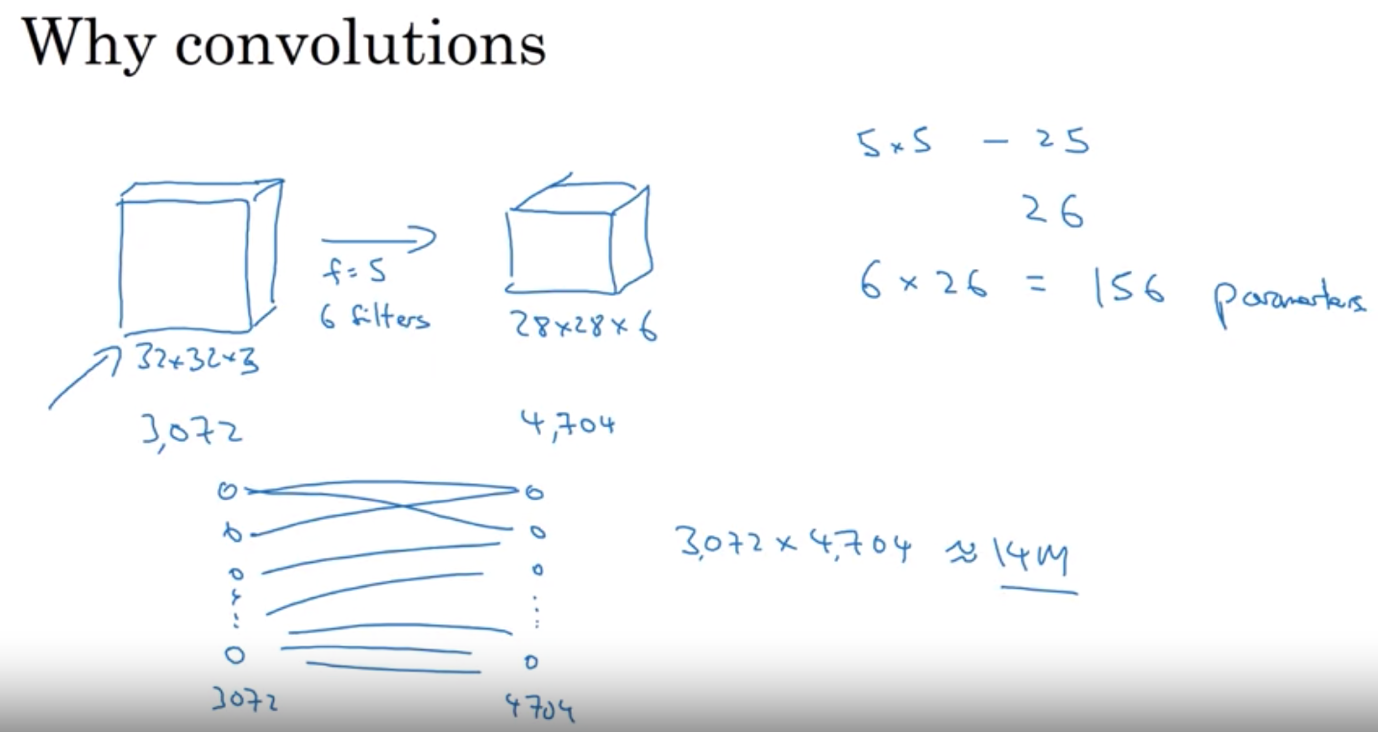 Why convolutions
5×5 – 25
26
6 × 26 = 156 parameters
f=5
6 filters
32×32×3
28×28×6
3,072
4,704
3,072 × 4,704 ≈ 14M
3072
4704